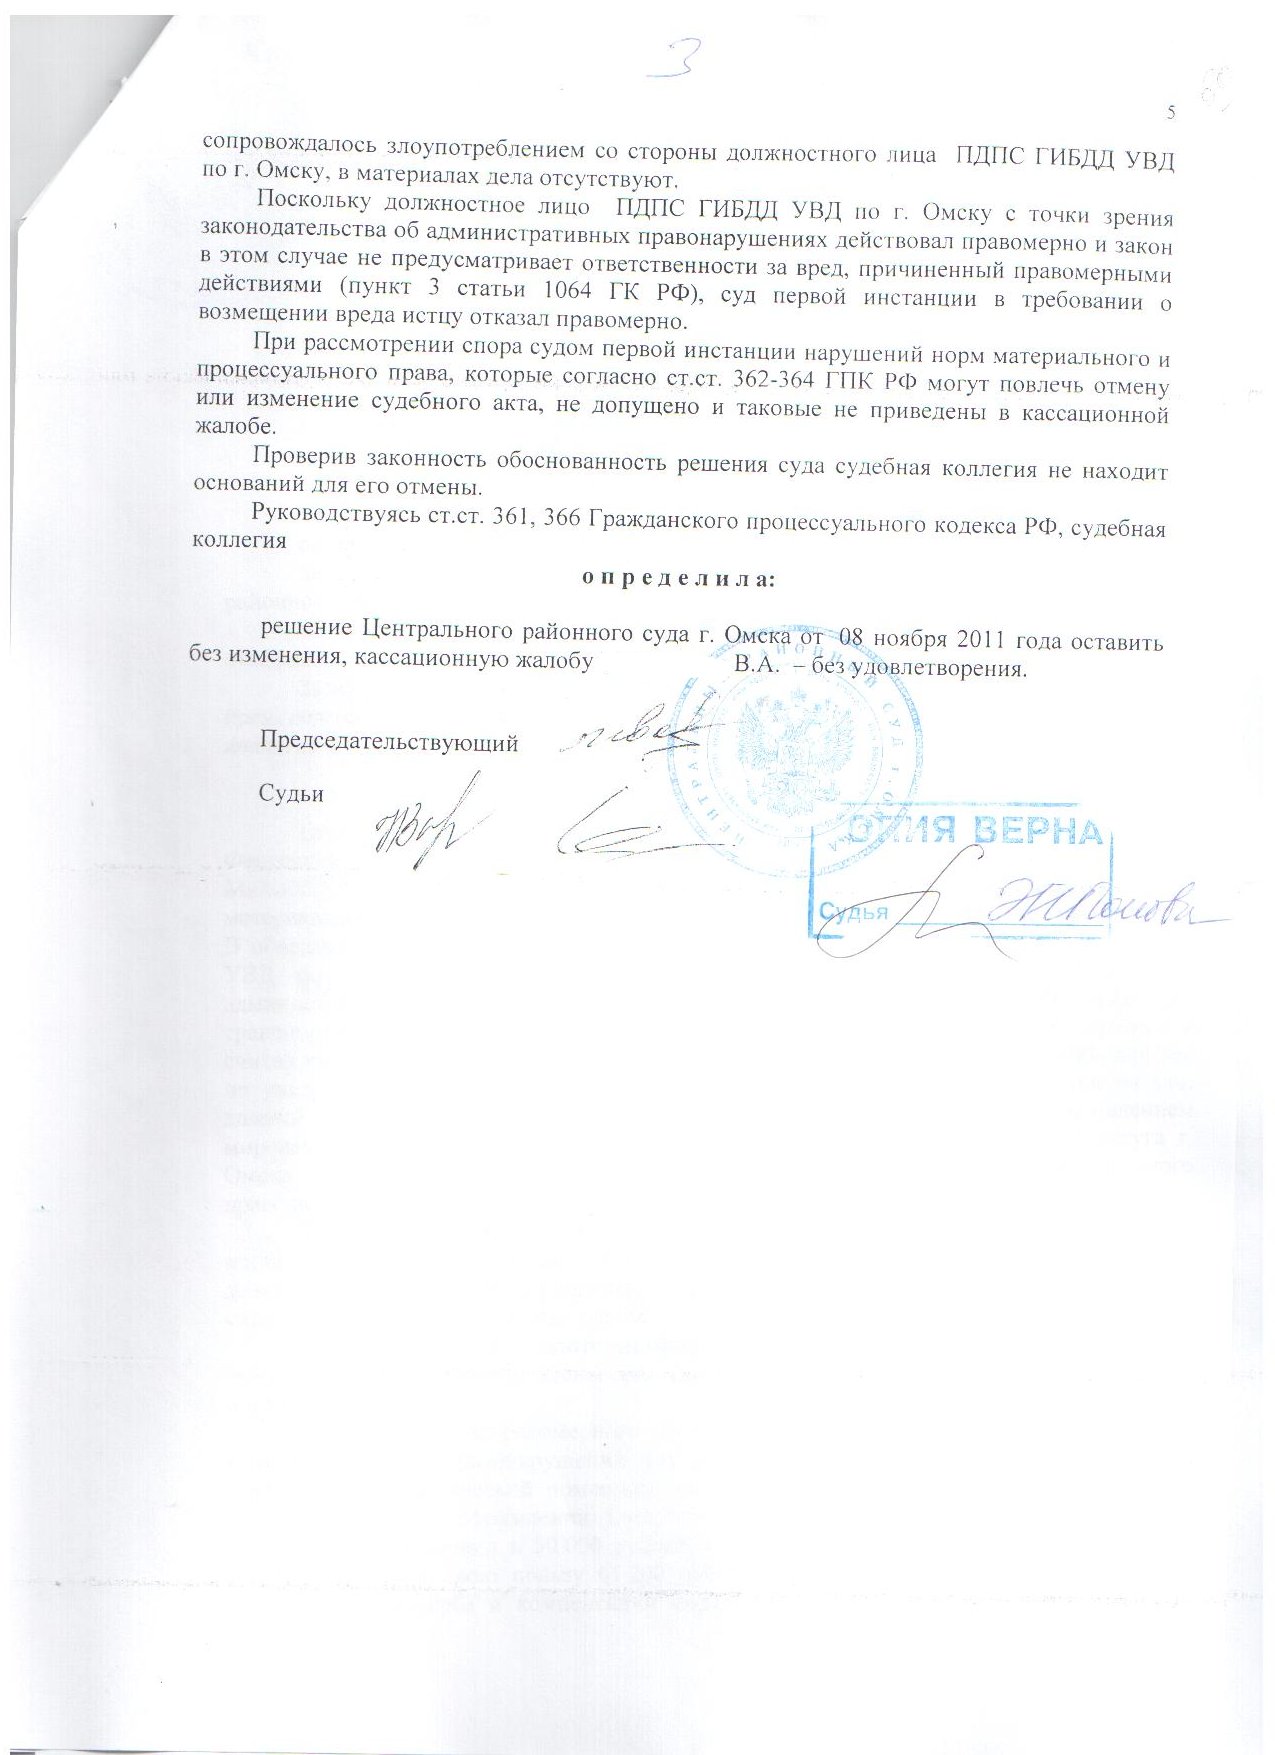 3
5
сопровождалось злоупотреблением со стороны должностного лица ПДПС ГИБДД УВД
по г. Омску, в материалах дела отсутствуют.
Поскольку должностное лицо ПДПС ГИБДД УВД по г. Омску с точки зрения
законодательства об административных правонарушениях действовал правомерно и закон
в этом случае не предусматривает ответственности за вред, причиненный правомерными
действиями (пункт 3 статьи 1064 ГК РФ), суд первой инстанции в требовании о
возмещении вреда истцу отказал правомерно.
При рассмотрении спора судом первой инстанции нарушений норм материального и
процессуального права, которые согласно ст.ст. 362-364 ГПК РФ могут повлечь отмену
или изменение судебного акта, не допущено и таковые не приведены в кассационной
жалобе.
Проверив законность обоснованность решения суда судебная коллегия не находит
оснований для его отмены.
Руководствуясь ст.ст. 361, 366 Гражданского процессуального кодекса РФ, судебная
коллегия
о п р е д е л и л а:
решение Центрального районного суда г. Омска от 08 ноября 2011 года оставить
без изменения, кассационную жалобу В.А. – без удовлетворения.
Председательствующий
Судьи
ЦЕНТРАЛЬНЫЙ РАЙОННЫЙ СУД г. ОМСКА
ОПИЯ ВЕРНА
Судья